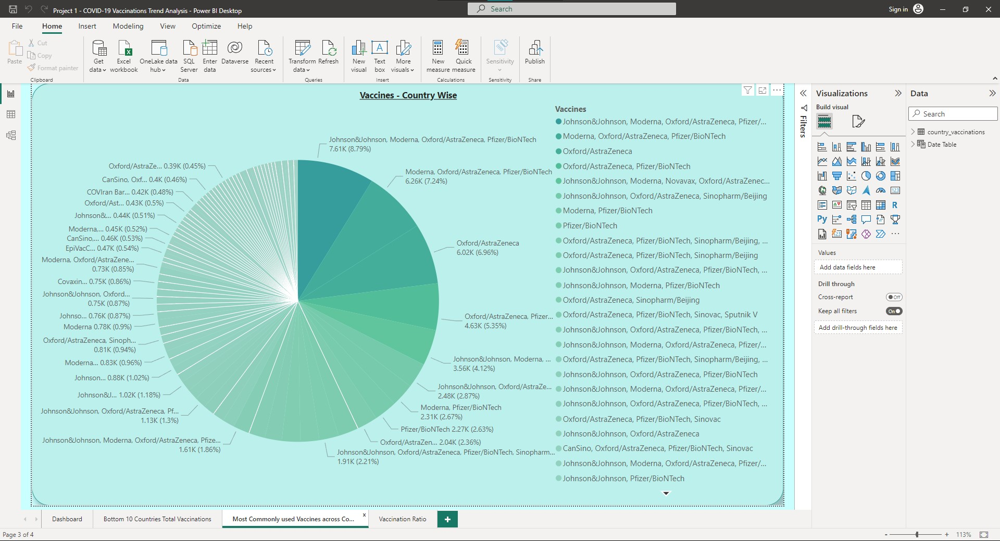 Project 1 - COVID-19 Vaccinations Trend Analysis - Power BI Desktop
Search
Sign in
File Home Insert Modeling View Optimize Help
Paste
Cut
Copy
Format painter
Clipboard
Get data
Excel workbook
OneLake data hub
SQL Server
Enter data
Dataverse
Recent sources
Data
Transform data
Refresh
Queries
New visual
Text box
More visuals
Insert
New measure
Quick measure
Calculations
Sensitivity
Sensitivity
Publish
Share
Vaccines - Country Wise
Johnson&Johnson, Moderna, Oxford/AstraZeneca, Pfizer/BioNTech
7.61K (8.79%)
Moderna, Oxford/AstraZeneca, Pfizer/BioNTech
6.26K (7.24%)
Oxford/AstraZeneca
6.02K (6.96%)
Oxford/AstraZeneca, Pfizer...
4.63K (5.35%)
Johnson&Johnson, Moderna, ...
3.56K (4.12%)
Johnson&Johnson, Oxford/AstraZe...
2.48K (2.87%)
Moderna, Pfizer/BioNTech
2.31K (2.67%)
Pfizer/BioNTech 2.27K (2.63%)
Oxford/AstraZen... 2.04K (2.36%)
Johnson&Johnson, Oxford/AstraZeneca, Pfizer/BioNTech, Sinopharm...
1.91K (2.21%)
Oxford/AstraZe... 0.39K (0.45%)
CanSino, Oxf... 0.4K (0.46%)
COVIran Bar... 0.42K (0.48%)
Oxford/Ast... 0.43K (0.5%)
Johnson&... 0.44K (0.51%)
Moderna,... 0.45K (0.52%)
CanSino,... 0.46K (0.53%)
EpiVacC... 0.47K (0.54%)
Moderna, Oxford/AstraZene...
0.73K (0.85%)
Covaxin... 0.75K (0.86%)
Johnson&Johnson, Oxford...
0.75K (0.87%)
Johnso... 0.76K (0.87%)
Moderna 0.78K (0.9%)
Oxford/AstraZeneca, Sinoph...
0.81K (0.94%)
Moderna... 0.83K (0.96%)
Johnson... 0.88K (1.02%)
Johnson&J... 1.02K (1.18%)
Johnson&Johnson, Oxford/AstraZeneca, Pf...
1.13K (1.3%)
Johnson&Johnson, Moderna, Oxford/AstraZeneca, Pfize...
1.61K (1.86%)
Vaccines
Johnson&Johnson, Moderna, Oxford/AstraZeneca, Pfizer/...
Moderna, Oxford/AstraZeneca, Pfizer/BioNTech
Oxford/AstraZeneca
Oxford/AstraZeneca, Pfizer/BioNTech
Johnson&Johnson, Moderna, Novavax, Oxford/AstraZenec...
Johnson&Johnson, Oxford/AstraZeneca, Sinopharm/Beijing
Moderna, Pfizer/BioNTech
Pfizer/BioNTech
Oxford/AstraZeneca, Pfizer/BioNTech, Sinopharm/Beijing, ...
Oxford/AstraZeneca, Pfizer/BioNTech, Sinopharm/Beijing
Johnson&Johnson, Oxford/AstraZeneca, Pfizer/BioNTech, ...
Johnson&Johnson, Moderna, Pfizer/BioNTech
Oxford/AstraZeneca, Sinopharm/Beijing
Oxford/AstraZeneca, Pfizer/BioNTech, Sinovac, Sputnik V
Johnson&Johnson, Oxford/AstraZeneca, Pfizer/BioNTech, ...
Johnson&Johnson, Moderna, Oxford/AstraZeneca, Pfizer/...
Oxford/AstraZeneca, Pfizer/BioNTech, Sinopharm/Beijing, ...
Johnson&Johnson, Oxford/AstraZeneca, Pfizer/BioNTech
Johnson&Johnson, Moderna, Oxford/AstraZeneca, Pfizer/...
Johnson&Johnson, Oxford/AstraZeneca, Pfizer/BioNTech, ...
Oxford/AstraZeneca, Pfizer/BioNTech, Sinovac
Johnson&Johnson, Oxford/AstraZeneca
CanSino, Oxford/AstraZeneca, Pfizer/BioNTech, Sinovac
Johnson&Johnson, Moderna, Oxford/AstraZeneca, Pfizer/...
Johnson&Johnson, Pfizer/BioNTech
Filters
Visualizations
Build visual
R
Py
123
123
Values
Add data fields here
Drill through
Cross-report Off
Keep all filters On
Add drill-through fields here
Data
Search
country_vaccinations
Date Table
Dashboard
Bottom 10 Countries Total Vaccinations
Most Commonly used Vaccines across Co... x
Vaccination Ratio
+
Page 3 of 4
- + 113%